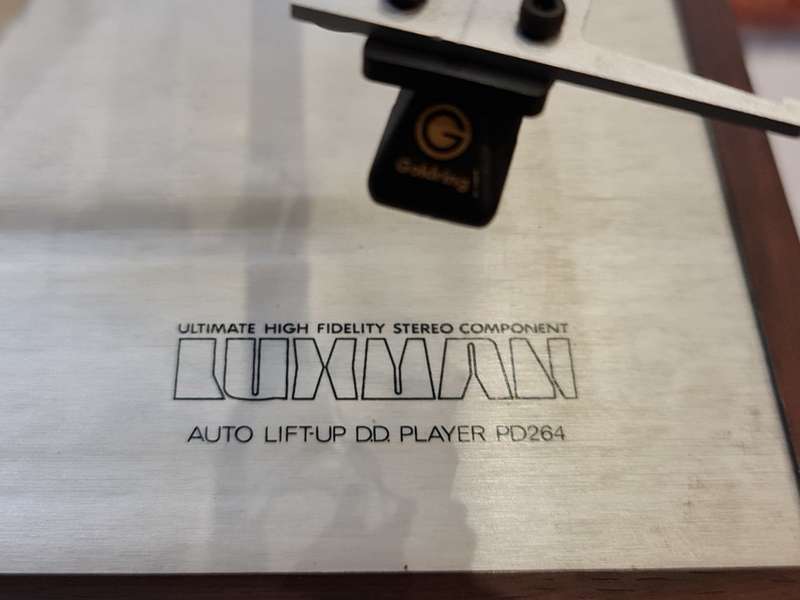 G
Goldring
ULTIMATE HIGH FIDELITY STEREO COMPONENT
LUXMAN
AUTO LIFT-UP D.D. PLAYER PD264